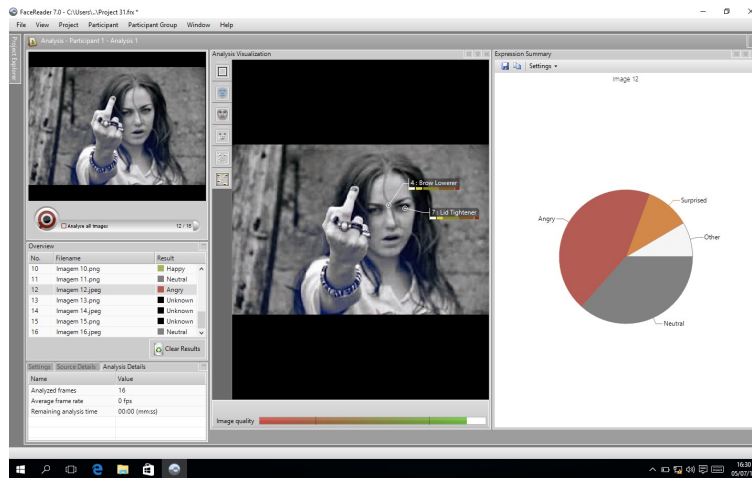 FaceReader 7.0 - C:\Users\..\Project 31.frx *
File View Project Participant Participant Group Window Help
Project Explorer
Analysis - Participant 1 - Analysis 1
Analyse all images
12 / 16
Overview
No. Filename Result
10 Imagem 10.png Happy
11 Imagem 11.png Neutral
12 Imagem 12.jpeg Angry
13 Imagem 13.png Unknown
14 Imagem 14.jpeg Unknown
15 Imagem 15.png Unknown
16 Imagem 16.jpeg Neutral
Clear Results
Settings Source Details Analysis Details
Name Value
Analyzed frames 16
Average frame rate 0 fps
Remaining analysis time 00:00 (mm:ss)
Analysis Visualization
4 : Brow Lowerer
7 : Lid Tightener
Image quality
Expression Summary
Settings
Image 12
Surprised
Angry
Other
Neutral
16:30
05/07/1